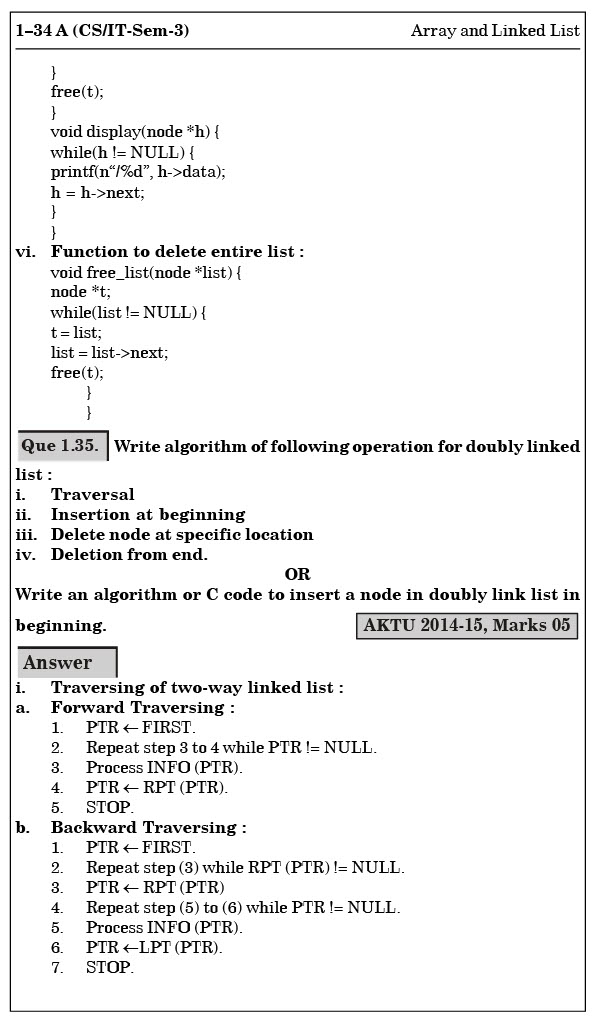 1–34 A (CS/IT-Sem-3) Array and Linked List
}
free(t);
}
void display(node *h) {
while(h != NULL) {
printf(n“/%d”, h->data);
h = h->next;
}
}
vi. Function to delete entire list :
void free_list(node *list) {
node *t;
while(list != NULL) {
t = list;
list = list->next;
free(t);
}
}
Que 1.35. Write algorithm of following operation for doubly linked
list :
i. Traversal
ii. Insertion at beginning
iii. Delete node at specific location
iv. Deletion from end.
OR
Write an algorithm or C code to insert a node in doubly link list in
beginning. AKTU 2014-15, Marks 05
Answer
i. Traversing of two-way linked list :
a. Forward Traversing :
1. PTR ← FIRST.
2. Repeat step 3 to 4 while PTR != NULL.
3. Process INFO (PTR).
4. PTR ← RPT (PTR).
5. STOP.
b. Backward Traversing :
1. PTR ← FIRST.
2. Repeat step (3) while RPT (PTR) != NULL.
3. PTR ← RPT (PTR)
4. Repeat step (5) to (6) while PTR != NULL.
5. Process INFO (PTR).
6. PTR ←LPT (PTR).
7. STOP.